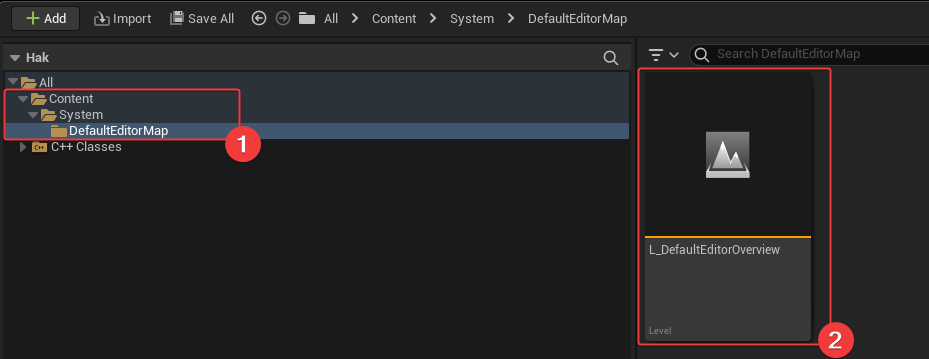 Add Import Save All All Content System DefaultEditorMap
Hak
Search DefaultEditorMap
All
Content
System
DefaultEditorMap
C++ C++ Classes
1
L_DefaultEditorOverview
Level
2